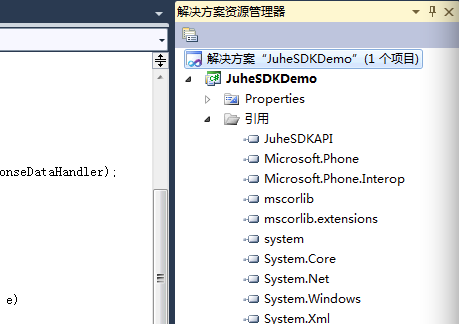 解决方案资源管理器
解决方案 “JuheSDKDemo” (1 个项目)
JuheSDKDemo
Properties
引用
JuheSDKAPI
Microsoft.Phone
onseDataHandler);
Microsoft.Phone.Interop
mscorlib
mscorlib.extensions
system
System.Core
System.Net
e)
System.Windows
System.Xml